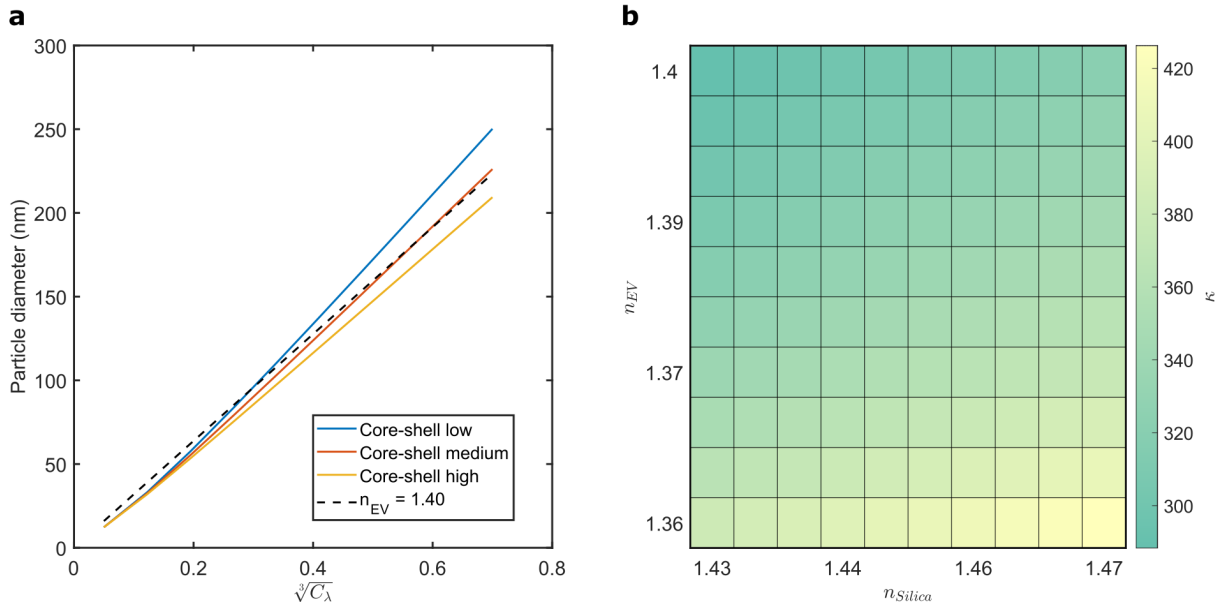 a
300
250
200
150
100
50
0
Particle diameter (nm)
0
0.2
0.4
0.6
0.8
∛C_λ
Core-shell low
Core-shell medium
Core-shell high
n_EV = 1.40
b
1.4
1.39
1.37
1.36
n_EV
1.43
1.44
1.46
1.47
n_Silica
420
400
380
360
340
320
300
κ